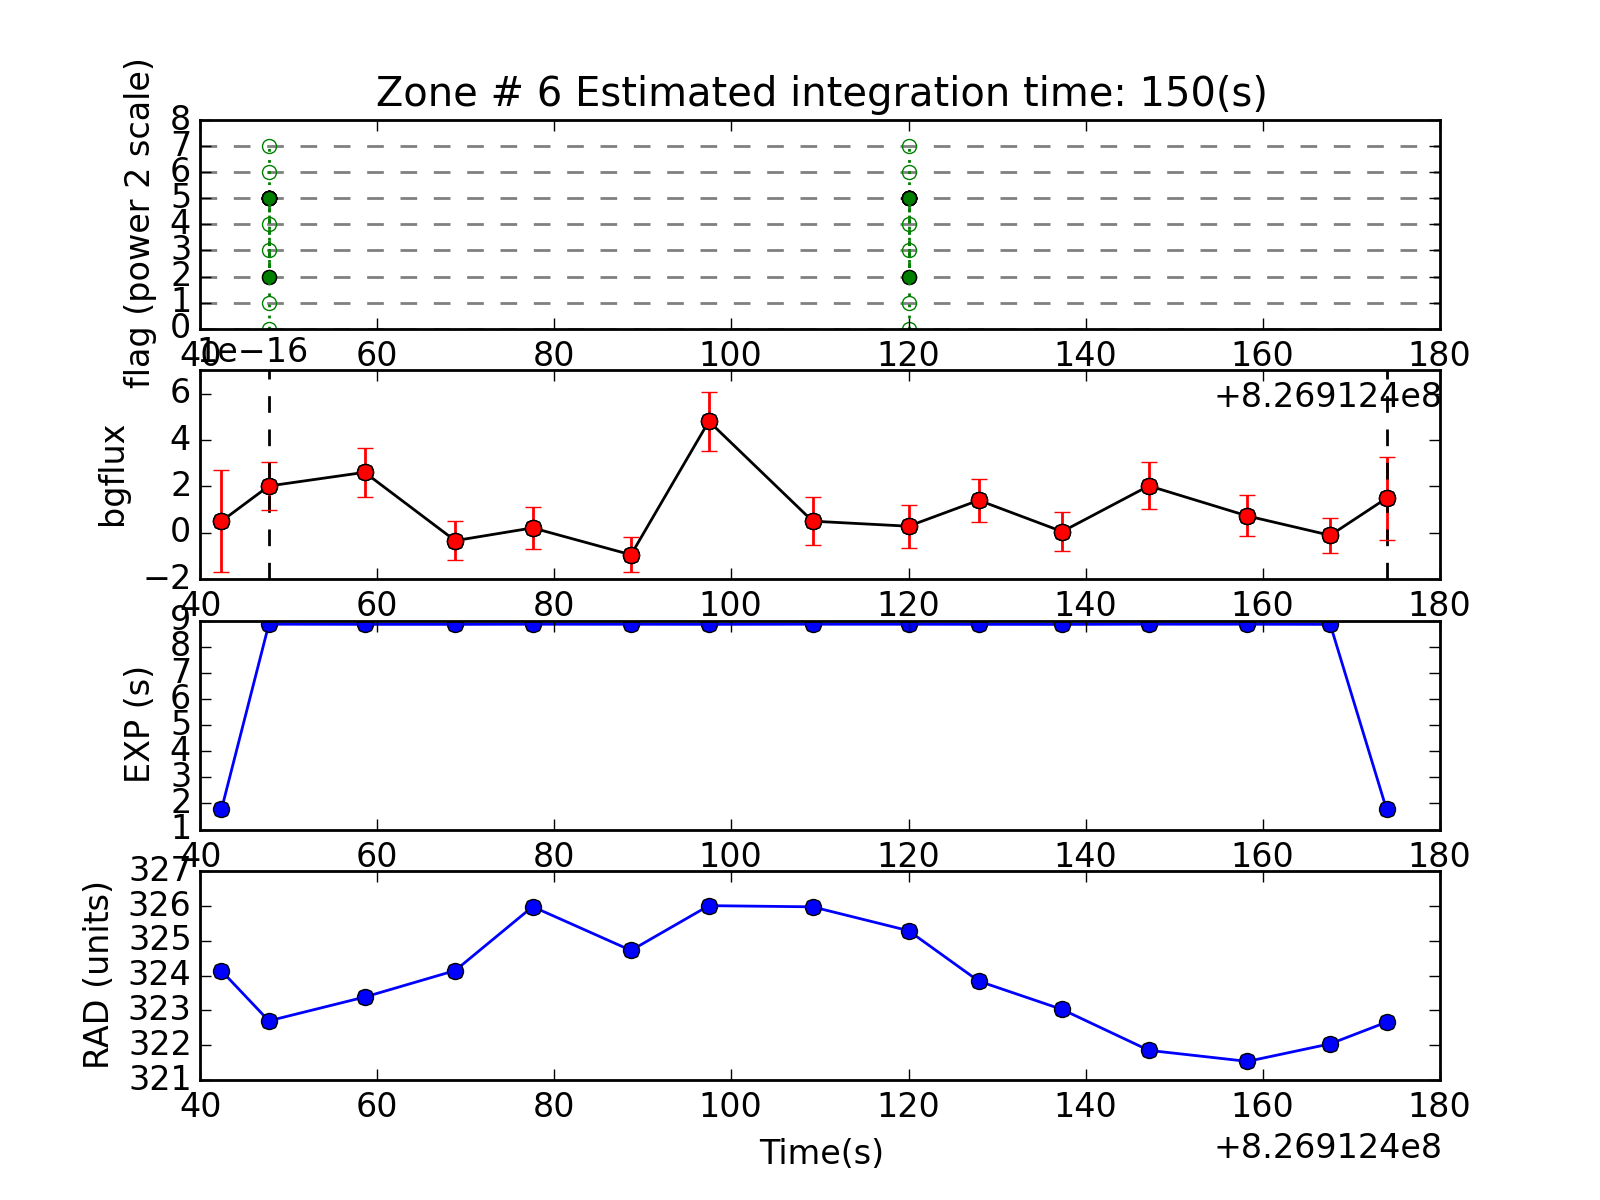 Zone # 6 Estimated integration time: 150(s)
flag (power 2 scale)
8
7
6
5
4
3
2
1
0
40 60 80 100 120 140 160 180
1e−16
+8.269124e8
bgflux
6
4
2
0
−2
40 60 80 100 120 140 160 180
EXP (s)
9
8
7
6
5
4
3
2
1
40 60 80 100 120 140 160 180
RAD (units)
327
326
325
324
323
322
321
40 60 80 100 120 140 160 180
Time(s)
+8.269124e8